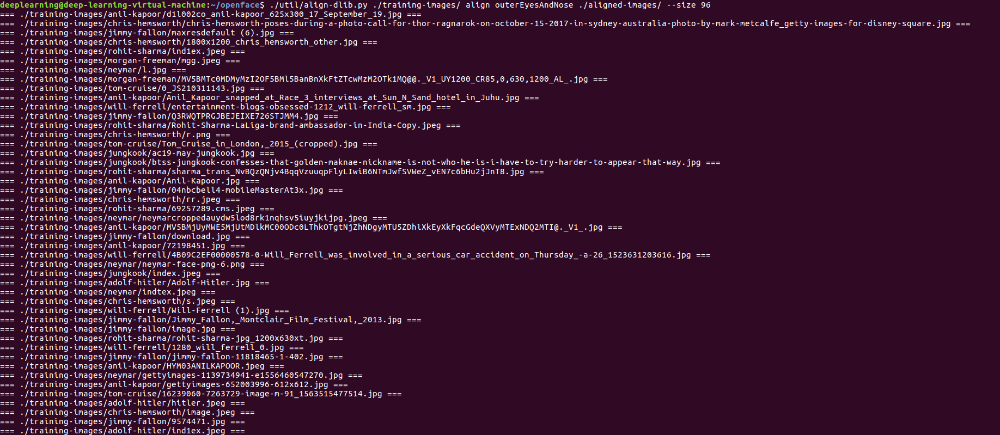 deeplearning@deep-learning-virtual-machine:~/openface$ ./util/align-dlib.py ./training-images/ align outerEyesAndNose ./aligned-images/ --size 96
=== ./training-images/anil-kapoor/d1l002co_anil-kapoor_625x300_17_September_19.jpg ===
=== ./training-images/chris-hemsworth/chris-hemsworth-poses-during-a-photo-call-for-thor-ragnarok-on-october-15-2017-in-sydney-australia-photo-by-mark-metcalfe_getty-images-for-disney-square.jpg ===
=== ./training-images/jimmy-fallon/maxresdefault (6).jpg ===
=== ./training-images/chris-hemsworth/1800x1200_chris_hemsworth_other.jpg ===
=== ./training-images/rohit-sharma/ind1ex.jpeg ===
=== ./training-images/morgan-freeman/mgg.jpeg ===
=== ./training-images/neymar/l.jpg ===
=== ./training-images/morgan-freeman/MV5BMTc0MDMyMzI2OF5BMl5BanBnXkFtZTcwMzM2OTk1MQ@@._V1_UY1200_CR85,0,630,1200_AL_.jpg ===
=== ./training-images/tom-cruise/0_JS210311143.jpg ===
=== ./training-images/anil-kapoor/Anil_Kapoor_snapped_at_Race_3_interviews_at_Sun_N_Sand_hotel_in_Juhu.jpg ===
=== ./training-images/will-ferrell/entertainment-blogs-obsessed-1212_will-ferrell_sm.jpg ===
=== ./training-images/jimmy-fallon/Q3RWQTPRGJBEJEIXE726STJMM4.jpg ===
=== ./training-images/rohit-sharma/Rohit-Sharma-LaLiga-brand-ambassador-in-India-Copy.jpeg ===
=== ./training-images/chris-hemsworth/r.png ===
=== ./training-images/tom-cruise/Tom_Cruise_in_London,_2015_(cropped).jpg ===
=== ./training-images/jungkook/ac19-may-jungkook.jpg ===
=== ./training-images/jungkook/btss-jungkook-confesses-that-golden-maknae-nickname-is-not-who-he-is-i-have-to-try-harder-to-appear-that-way.jpg ===
=== ./training-images/rohit-sharma/sharma_trans_NvBQzQNjv4BqqVzuuqpFlyLIwiB6NTmJwfSVWeZ_vEN7c6bHu2jJnT8.jpg ===
=== ./training-images/anil-kapoor/Anil-Kapoor.jpg ===
=== ./training-images/jimmy-fallon/04nbcbell4-mobileMasterAt3x.jpg ===
=== ./training-images/chris-hemsworth/rr.jpeg ===
=== ./training-images/rohit-sharma/69257289.cms.jpeg ===
=== ./training-images/neymar/neymarcroppedauydw5lod8rk1nqhsv5iuyjkijpg.jpeg ===
=== ./training-images/anil-kapoor/MV5BMjUyMWE5MjUtMDlkMC00ODc0LThkOTgtNjZhNDgyMTU5ZDhlXkEyXkFqcGdeQXVyMTExNDQ2MTI@._V1_.jpg ===
=== ./training-images/jimmy-fallon/download.jpg ===
=== ./training-images/anil-kapoor/72198451.jpg ===
=== ./training-images/will-ferrell/4B09C2EF00000578-0-Will_Ferrell_was_involved_in_a_serious_car_accident_on_Thursday_-a-26_1523631203616.jpg ===
=== ./training-images/neymar/neymar-face-png-6.png ===
=== ./training-images/jungkook/index.jpeg ===
=== ./training-images/adolf-hitler/Adolf-Hitler.jpg ===
=== ./training-images/neymar/indtex.jpeg ===
=== ./training-images/chris-hemsworth/s.jpeg ===
=== ./training-images/will-ferrell/Will-Ferrell (1).jpg ===
=== ./training-images/jimmy-fallon/Jimmy_Fallon,_Montclair_Film_Festival,_2013.jpg ===
=== ./training-images/jimmy-fallon/image.jpg ===
=== ./training-images/rohit-sharma/rohit-sharma-jpg_1200x630xt.jpg ===
=== ./training-images/will-ferrell/1280_will_ferrell_0.jpg ===
=== ./training-images/jimmy-fallon/jimmy-fallon-11818465-1-402.jpg ===
=== ./training-images/anil-kapoor/HYM03ANILKAPOOR.jpeg ===
=== ./training-images/neymar/gettyimages-1139734941-e1556460547270.jpg ===
=== ./training-images/anil-kapoor/gettyimages-652003996-612x612.jpg ===
=== ./training-images/tom-cruise/16239060-7263729-image-m-91_1563515477514.jpg ===
=== ./training-images/adolf-hitler/hitler.jpeg ===
=== ./training-images/chris-hemsworth/image.jpeg ===
=== ./training-images/jimmy-fallon/9574471.jpg ===
=== ./training-images/adolf-hitler/ind1ex.jpeg ===